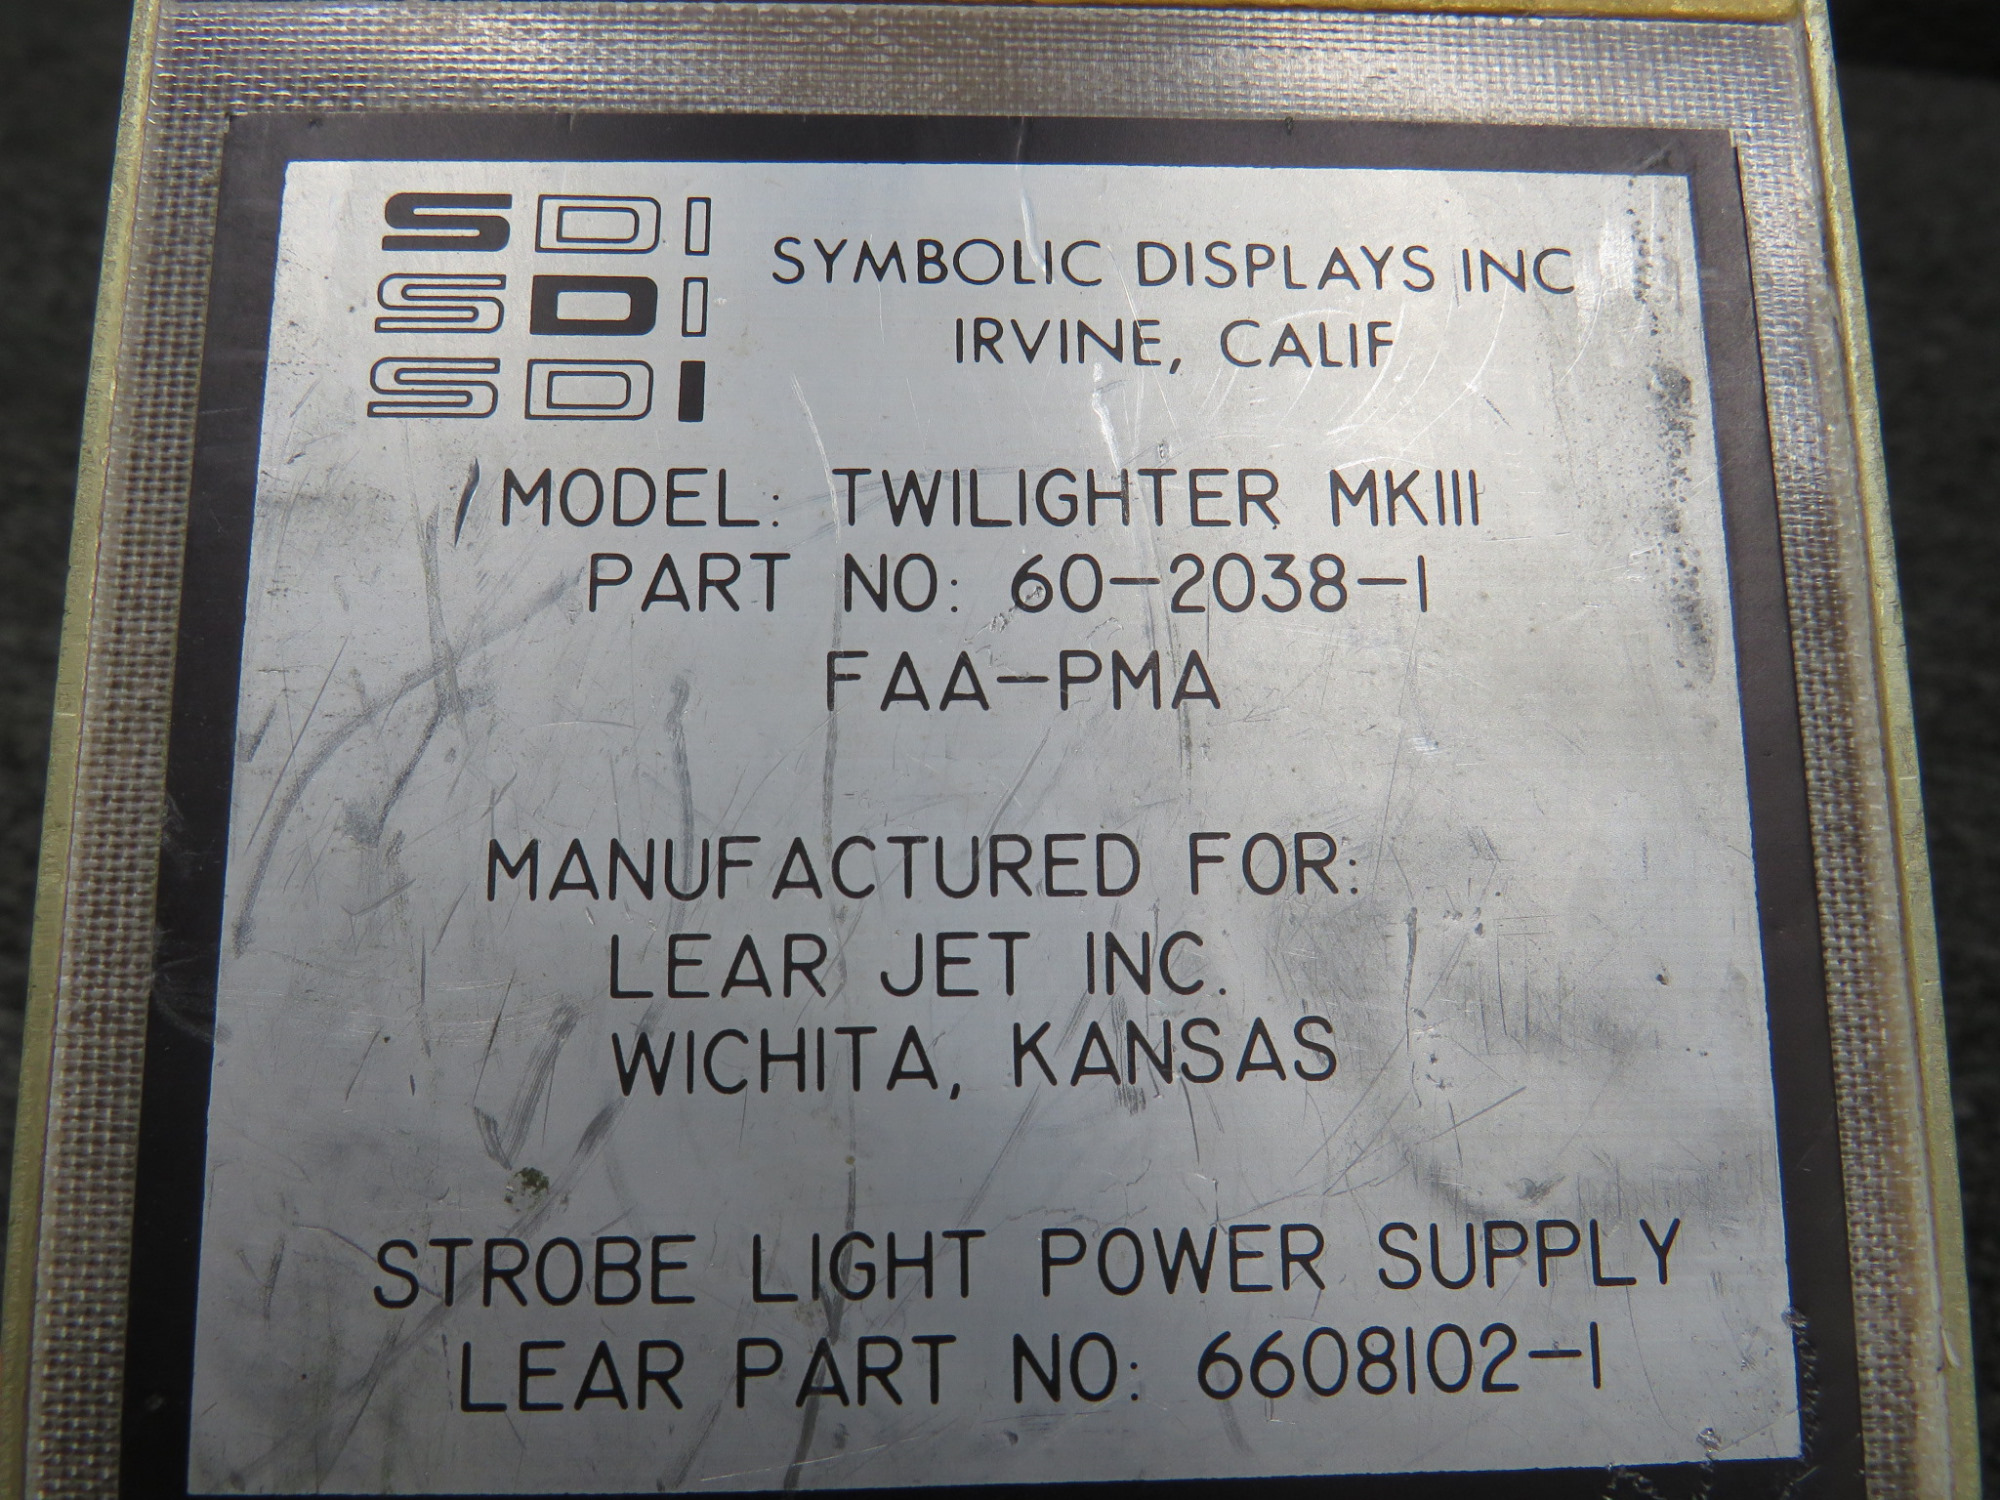 SDI
SDI
SDI
SYMBOLIC DISPLAYS INC
IRVINE, CALIF
MODEL: TWILIGHTER MKIII
PART NO: 60-2038-1
FAA-PMA
MANUFACTURED FOR:
LEAR JET INC.
WICHITA, KANSAS
STROBE LIGHT POWER SUPPLY
LEAR PART NO: 6608102-1